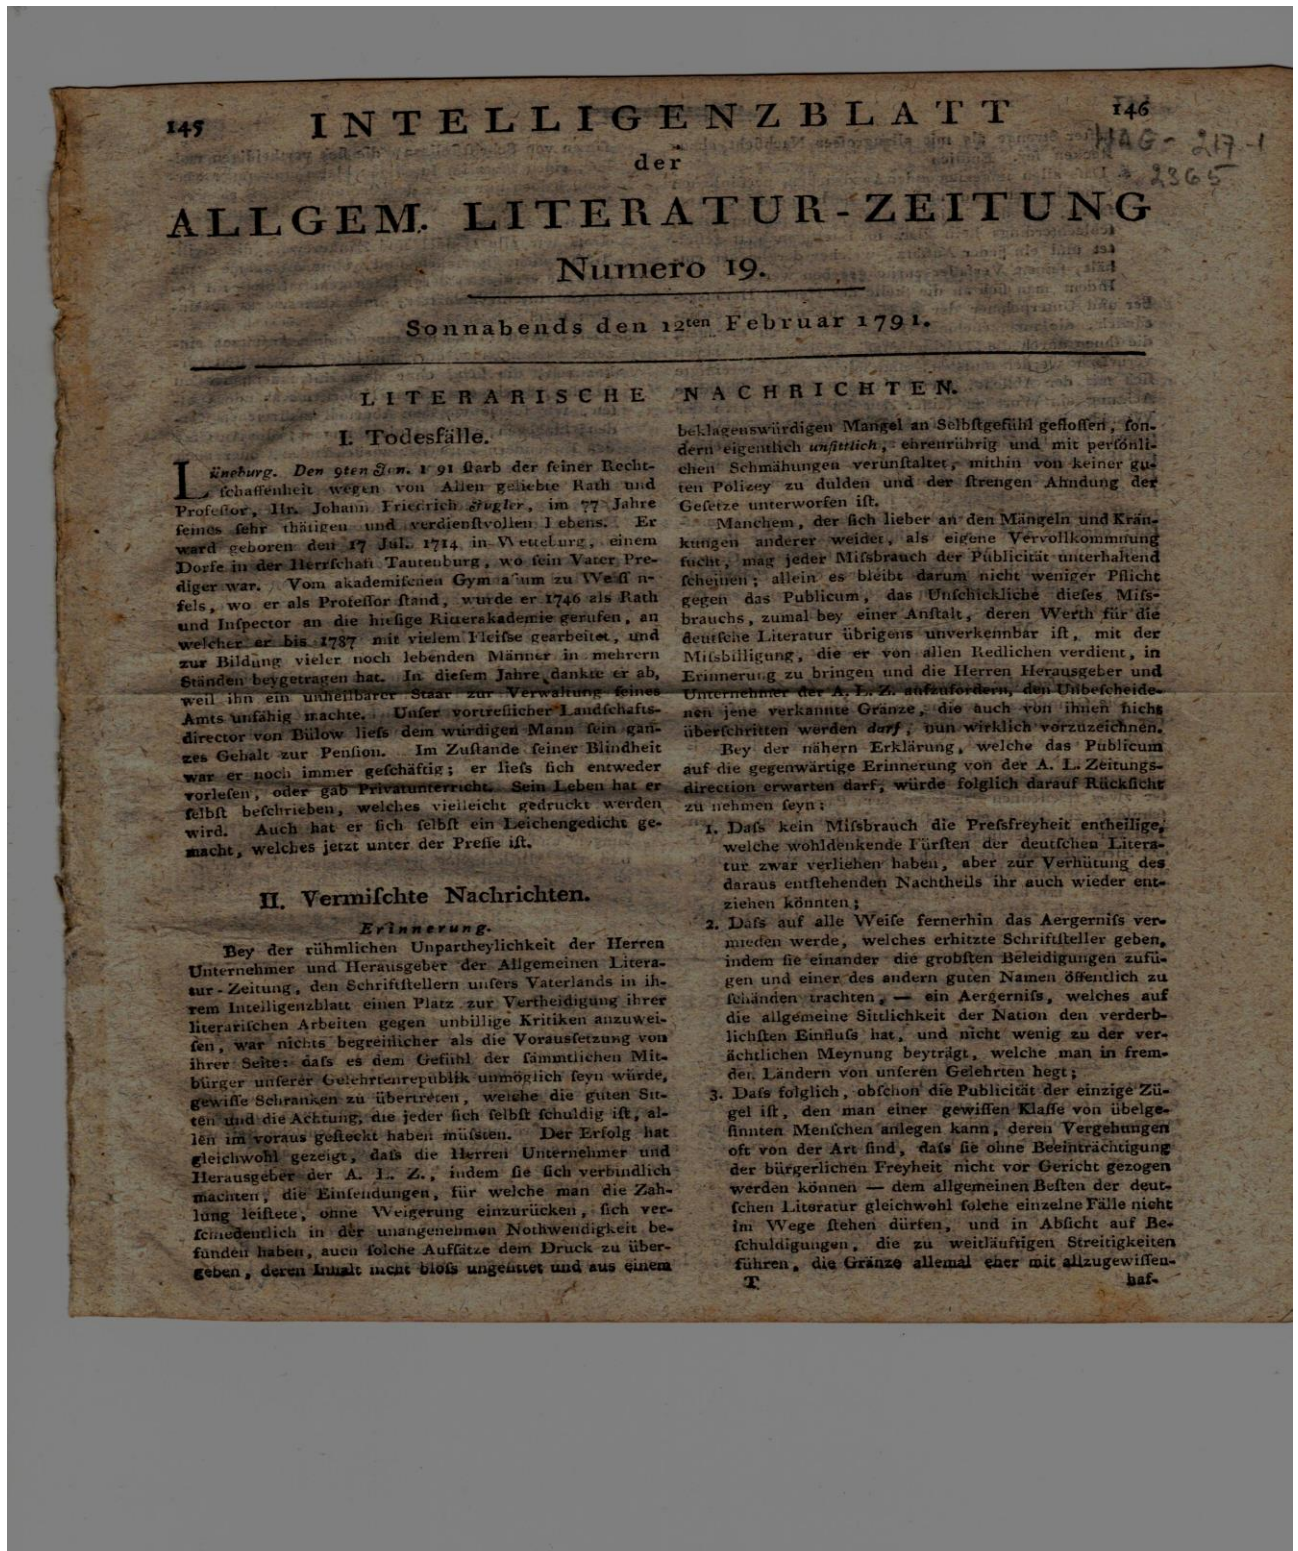 145
INTELLIGENZBLATT
146
HAG - 217-1
2365
der
ALLGEM. LITERATUR-ZEITUNG
Numero 19.
Sonnabends den 12ten Februar 1791.
LITERARISCHE NACHRICHTEN.
I. Todesfälle.
Lüneburg. Den 9ten Jan. 1 91 ſtarb der ſeiner Recht-
ſchaffenheit wegen von Allen geliebte Rath und
Profeſſor, Hr. Johann Friedrich, im 77 Jahre
ſeines ſehr thätigen und verdienſtvollen Lebens. Er
ward geboren den 17 Jul. 1714 in Wetteburg, einem
Dorfe in der Herrſchaft Tautenburg, wo ſein Vater Pre-
diger war. Vom akademiſchen Gymnaſium zu Weiſſ n-
fels, wo er als Profeſſor ſtand, wurde er 1746 als Rath
und Inſpector an die hieſige Ritterakademie gerufen, an
welcher er bis 1787 mit vielem Fleiſse gearbeitet, und
zur Bildung vieler noch lebenden Männer in mehrern
Ständen beygetragen hat. In dieſem Jahre dankte er ab,
weil ihn ein unheilbarer Staar zur Verwaltung ſeines
Amts unfähig machte. Unſer vortreflicher Landſchafts-
director von Bülow lieſs dem würdigen Mann ſein gan-
zes Gehalt zur Penſion. Im Zuſtande ſeiner Blindheit
war er noch immer geſchäftig; er lieſs ſich entweder
vorleſen, oder gab Privatunterricht. Sein Leben hat er
ſelbſt beſchrieben, welches vielleicht gedruckt werden
wird. Auch hat er ſich ſelbſt ein Leichengedicht ge-
macht, welches jetzt unter der Preſſe iſt.
II. Vermiſchte Nachrichten.
Erinnerung.
Bey der rühmlichen Unpartheylichkeit der Herren
Unternehmer und Herausgeber der Allgemeinen Litera-
tur-Zeitung, den Schriftſtellern unſers Vaterlands in ih-
rem Intelligenzblatt einen Platz zur Vertheidigung ihrer
literariſchen Arbeiten gegen unbillige Kritiken anzuwei-
ſen, war nichts begreiflicher als die Vorausſetzung von
ihrer Seite: daſs es dem Gefühl der ſämmtlichen Mit-
bürger unſerer Gelehrtenrepublik unmöglich ſeyn würde,
gewiſſe Schranken zu übertreten, welche die guten Sit-
ten und die Achtung, die jeder ſich ſelbſt ſchuldig iſt, al-
len im voraus geſteckt haben müſsten. Der Erfolg hat
gleichwohl gezeigt, daſs die Herren Unternehmer und
Herausgeber der A. L. Z., indem ſie ſich verbindlich
machten, die Einſendungen, für welche man die Zah-
lung leiſtete, ohne Weigerung einzurücken, ſich ver-
ſchiedentlich in der unangenehmen Nothwendigkeit be-
funden haben, auch ſolche Aufſätze dem Druck zu über-
geben, deren Inhalt nicht bloſs ungeſittet und aus einem
beklagenswürdigen Mangel an Selbſtgefühl gefloſſen, ſon-
dern eigentlich unſittlich, ehrenrührig und mit perſönli-
chen Schmähungen verunſtaltet, mithin von keiner gu-
ten Polizey zu dulden und der ſtrengen Ahndung der
Geſetze unterworfen iſt.
Manchem, der ſich lieber an den Mängeln und Krän-
kungen anderer weidet, als eigene Vervollkommnung
ſucht, mag jeder Miſsbrauch der Publicität unterhaltend
ſcheinen; allein es bleibt darum nicht weniger Pflicht
gegen das Publicum, das Unſchickliche dieſes Miſs-
brauchs, zumal bey einer Anſtalt, deren Werth für die
deutſche Literatur übrigens unverkennbar iſt, mit der
Miſsbilligung, die er von allen Redlichen verdient, in
Erinnerung zu bringen und die Herren Herausgeber und
Unternehmer der A. L. Z. aufzufordern, den Unbeſcheide-
nen jene verkannte Gränze, die auch von ihnen nicht
überſchritten werden darf, nun wirklich vorzuzeichnen.
Bey der nähern Erklärung, welche das Publicum
auf die gegenwärtige Erinnerung von der A. L. Zeitungs-
direction erwarten darf, würde folglich darauf Rückſicht
zu nehmen ſeyn:
1. Daſs kein Miſsbrauch die Preſsfreyheit entheilige,
welche wohldenkende Fürſten der deutſchen Litera-
tur zwar verliehen haben, aber zur Verhütung des
daraus entſtehenden Nachtheils ihr auch wieder ent-
ziehen könnten;
2. Daſs auf alle Weiſe fernerhin das Aergerniſs ver-
mieden werde, welches erhitzte Schriftſteller geben,
indem ſie einander die grobſten Beleidigungen zufü-
gen und einer des andern guten Namen öffentlich zu
ſchänden trachten, — ein Aergerniſs, welches auf
die allgemeine Sittlichkeit der Nation den verderb-
lichſten Einfluſs hat, und nicht wenig zu der ver-
ächtlichen Meynung beyträgt, welche man in frem-
den Ländern von unſeren Gelehrten hegt;
3. Daſs folglich, obſchon die Publicität der einzige Zü-
gel iſt, den man einer gewiſſen Klaſſe von übelge-
ſinnten Menſchen anlegen kann, deren Vergehungen
oft von der Art ſind, daſs ſie ohne Beeinträchtigung
der bürgerlichen Freyheit nicht vor Gericht gezogen
werden können — dem allgemeinen Beſten der deut-
ſchen Literatur gleichwohl ſolche einzelne Fälle nicht
im Wege ſtehen dürfen, und in Abſicht auf Be-
ſchuldigungen, die zu weitläuftigen Streitigkeiten
führen, die Gränze allemal eher mit allzugewiſſen-
T
haf-